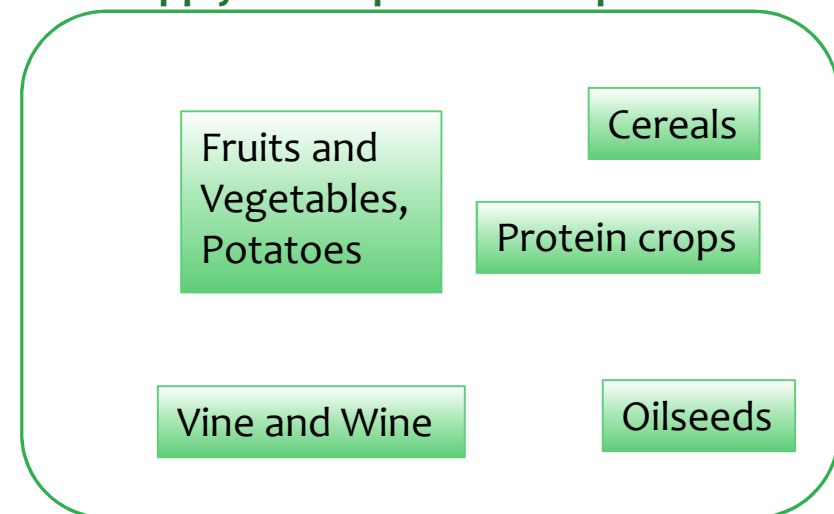 Fruits and
Vegetables,
Potatoes
Cereals
Protein crops
Vine and Wine
Oilseeds